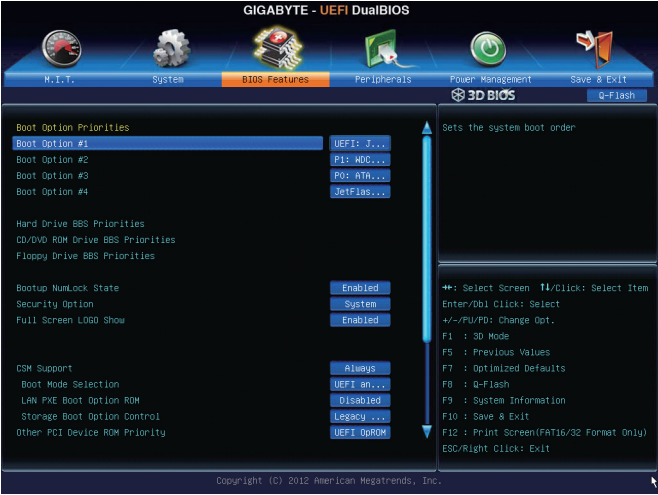 GIGABYTE - UEFI DualBIOS
M.I.T. System BIOS Features Peripherals Power Management Save & Exit
3D BIOS Q-Flash
Boot Option Priorities
Boot Option #1 UEFI: J...
Boot Option #2 P1: WDC...
Boot Option #3 P0: ATA...
Boot Option #4 JetFlas...
Hard Drive BBS Priorities
CD/DVD ROM Drive BBS Priorities
Floppy Drive BBS Priorities
Bootup NumLock State Enabled
Security Option System
Full Screen LOGO Show Enabled
CSM Support Always
Boot Mode Selection UEFI an...
LAN PXE Boot Option ROM Disabled
Storage Boot Option Control Legacy ...
Other PCI Device ROM Priority UEFI OpROM
Sets the system boot order
→←: Select Screen ↑↓/Click: Select Item
Enter/Dbl Click: Select
+/-/PU/PD: Change Opt.
F1 : 3D Mode
F5 : Previous Values
F7 : Optimized Defaults
F8 : Q-Flash
F9 : System Information
F10 : Save & Exit
F12 : Print Screen(FAT16/32 Format Only)
ESC/Right Click: Exit
Copyright (C) 2012 American Megatrends, Inc.